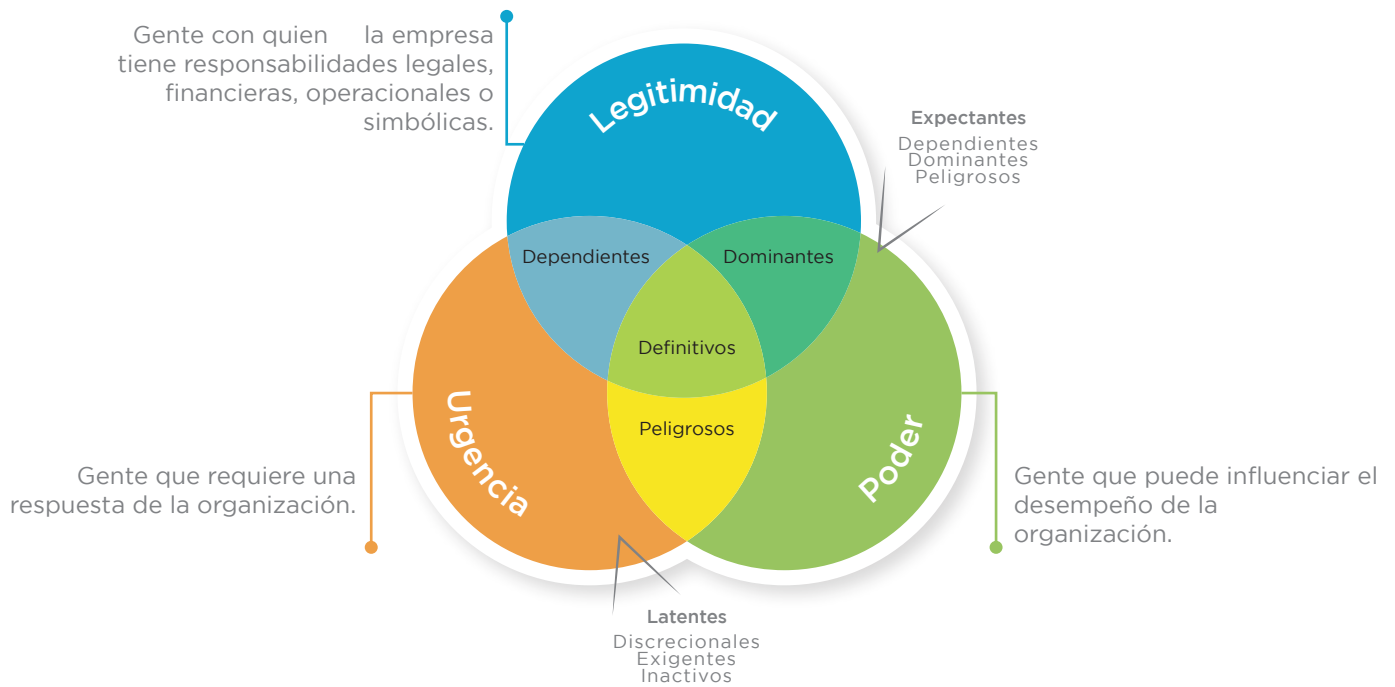 Gente con quien la empresa
tiene responsabilidades legales,
financieras, operacionales o
simbólicas.
Legitimidad
Expectantes
Dependientes
Dominantes
Peligrosos
Dependientes
Dominantes
Definitivos
Peligrosos
Urgencia
Poder
Gente que requiere una
respuesta de la organización.
Gente que puede influenciar el
desempeño de la
organización.
Latentes
Discrecionales
Exigentes
Inactivos